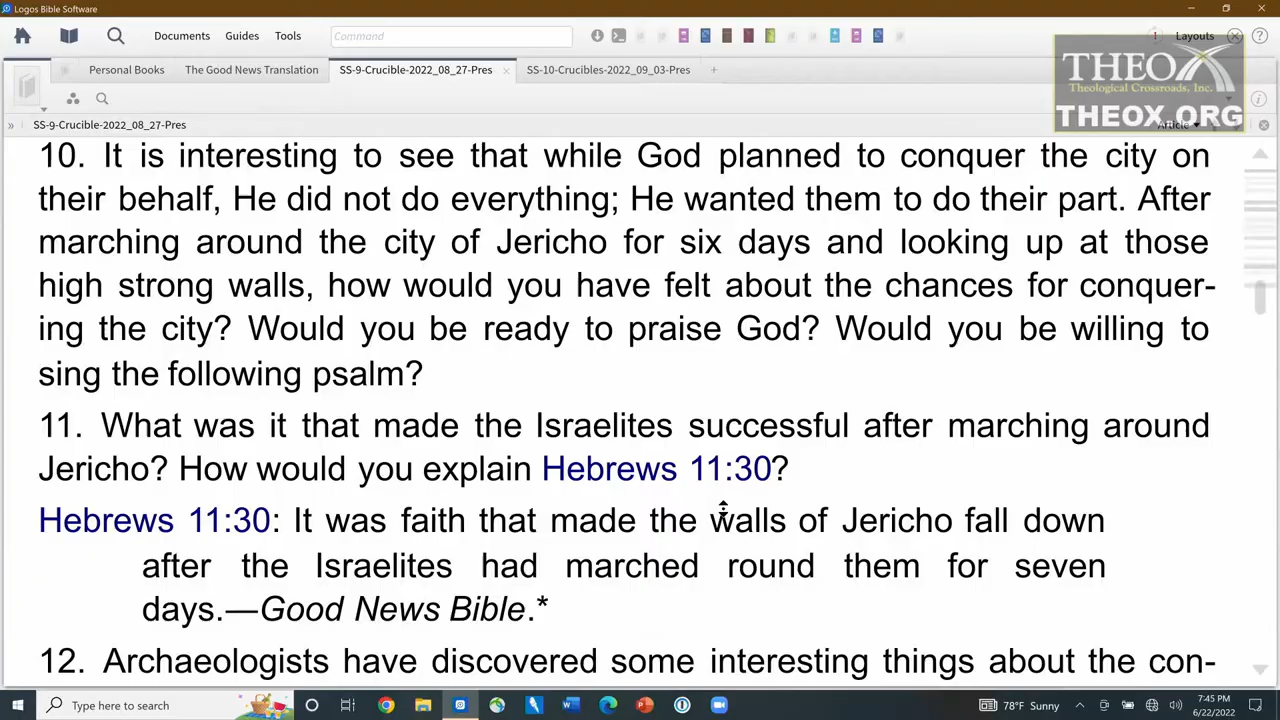 Logos Bible Software
Documents Guides Tools Command Layouts
THEOX
Theological Crossroads, Inc.
THEOX.ORG
Personal Books The Good News Translation SS-9-Crucible-2022_08_27-Pres SS-10-Crucibles-2022_09_03-Pres
SS-9-Crucible-2022_08_27-Pres Article
10. It is interesting to see that while God planned to conquer the city on
their behalf, He did not do everything; He wanted them to do their part. After
marching around the city of Jericho for six days and looking up at those
high strong walls, how would you have felt about the chances for conquer-
ing the city? Would you be ready to praise God? Would you be willing to
sing the following psalm?
11. What was it that made the Israelites successful after marching around
Jericho? How would you explain Hebrews 11:30?
Hebrews 11:30: It was faith that made the walls of Jericho fall down
after the Israelites had marched round them for seven
days.—Good News Bible.*
12. Archaeologists have discovered some interesting things about the con-
Type here to search 78°F Sunny 7:45 PM
6/22/2022